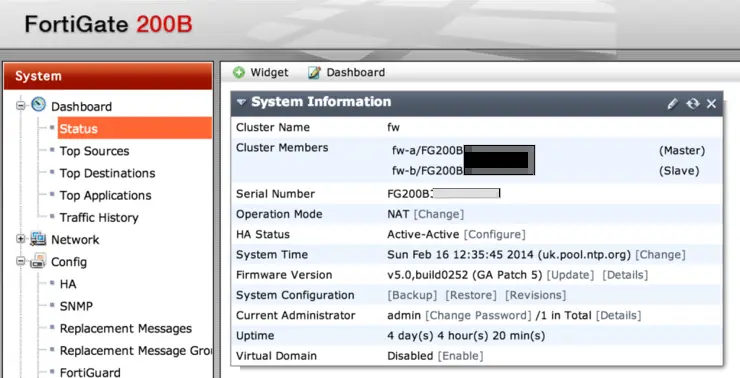 FortiGate 200B
System
Dashboard
Status
Top Sources
Top Destinations
Top Applications
Traffic History
Network
Config
HA
SNMP
Replacement Messages
Replacement Message Grou
FortiGuard
Widget Dashboard
System Information
Cluster Name fw
Cluster Members fw-a/FG200B (Master)
fw-b/FG200B (Slave)
Serial Number FG200B
Operation Mode NAT [Change]
HA Status Active-Active [Configure]
System Time Sun Feb 16 12:35:45 2014 (uk.pool.ntp.org) [Change]
Firmware Version v5.0,build0252 (GA Patch 5) [Update] [Details]
System Configuration [Backup] [Restore] [Revisions]
Current Administrator admin [Change Password] /1 in Total [Details]
Uptime 4 day(s) 4 hour(s) 20 min(s)
Virtual Domain Disabled [Enable]